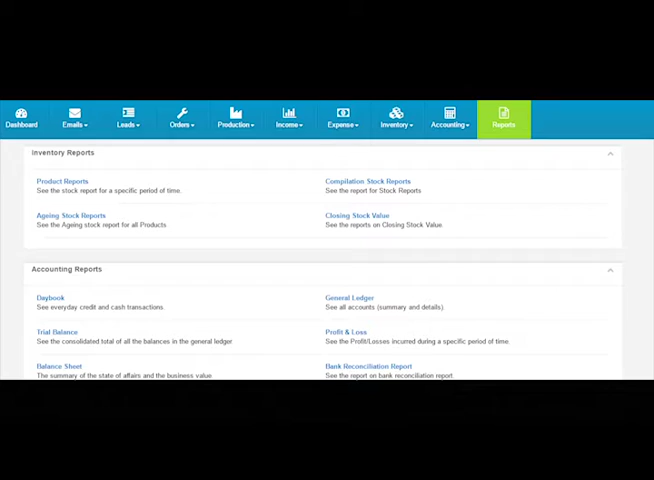 Dashboard Emails Leads Orders Production Income Expense Inventory Accounting Reports
Inventory Reports
Product Reports Compilation Stock Reports
See the stock report for a specific period of time. See the report for Stock Reports
Ageing Stock Reports Closing Stock Value
See the Ageing stock report for all Products See the reports on Closing Stock Value
Accounting Reports
Daybook General Ledger
See everyday credit and cash transactions. See all accounts (summary and details).
Trial Balance Profit & Loss
See the consolidated total of all the balances in the general ledger See the Profit/Losses incurred during a specific period of time.
Balance Sheet Bank Reconciliation Report
The summary of the state of affairs and the business value. See the report on bank reconciliation report